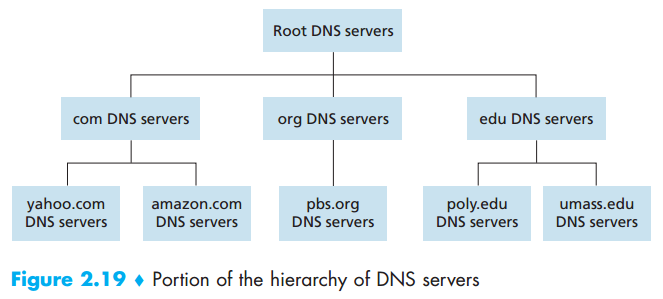 Root DNS servers
com DNS servers
org DNS servers
edu DNS servers
yahoo.com
DNS servers
amazon.com
DNS servers
pbs.org
DNS servers
poly.edu
DNS servers
umass.edu
DNS servers
Figure 2.19 ♦ Portion of the hierarchy of DNS servers